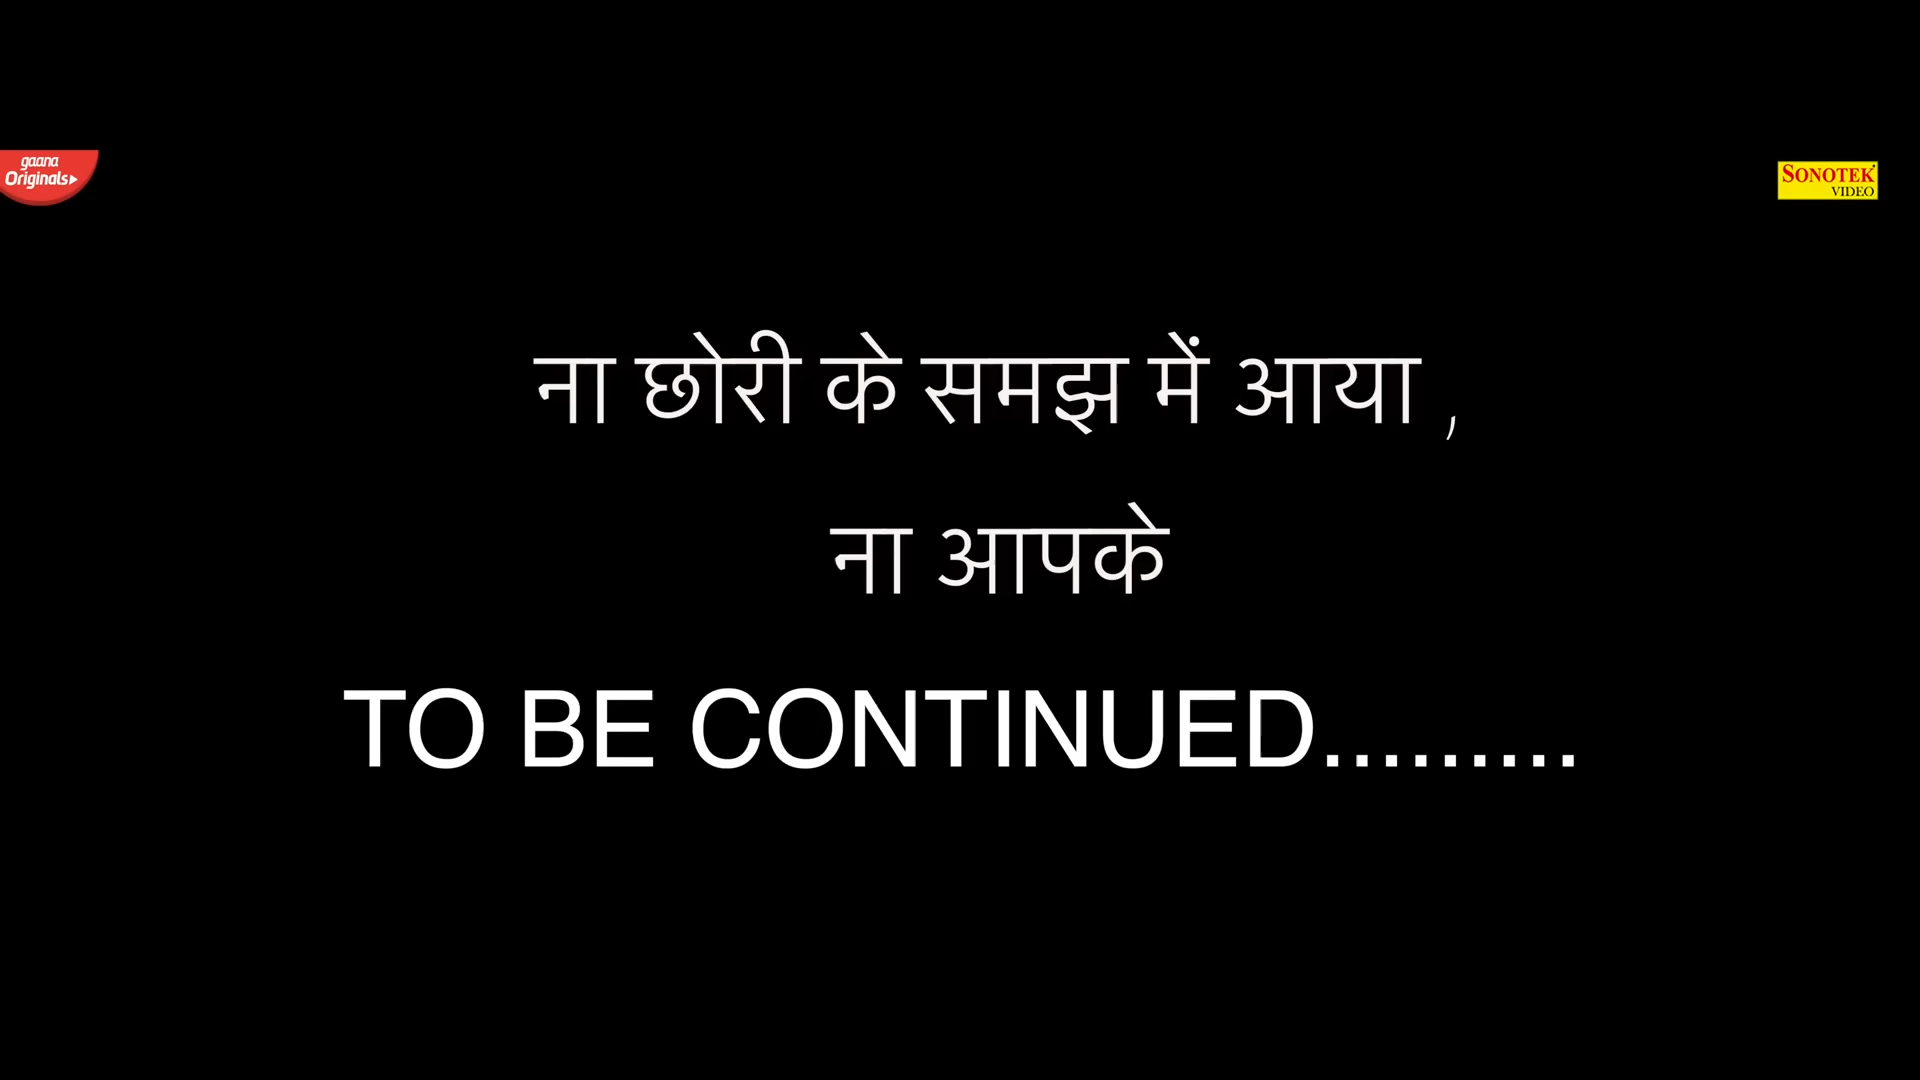 gaana
Originals
SONOTEK
VIDEO
ना छोरी के समझ में आया ,
ना आपके
TO BE CONTINUED.........